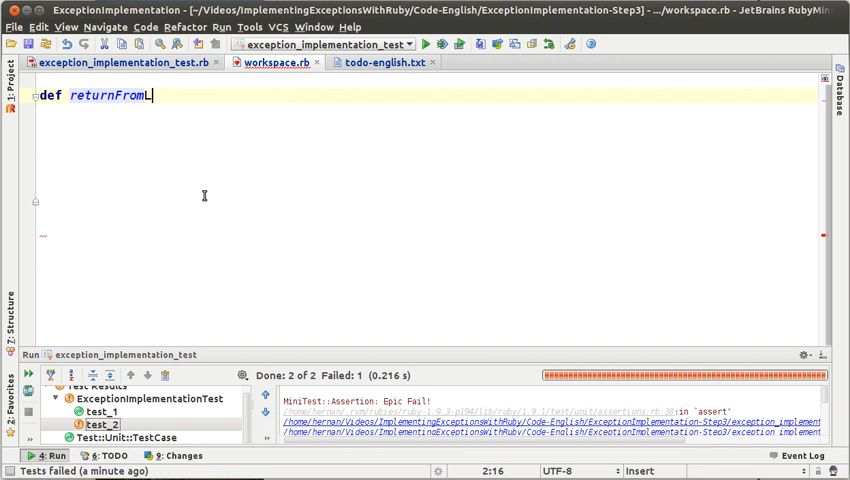 ExceptionImplementation - [~/Videos/ImplementingExceptionsWithRuby/Code-English/ExceptionImplementation-Step3] - .../workspace.rb - JetBrains RubyMin
File Edit View Navigate Code Refactor Run Tools VCS Window Help
exception_implementation_test
exception_implementation_test.rb workspace.rb todo-english.txt
1: Project
Database
def returnFromL
7: Structure
2: Favorites
Run exception_implementation_test
Done: 2 of 2 Failed: 1 (0.216 s)
Test Results
ExceptionImplementationTest
test_1
test_2
Test::Unit::TestCase
MiniTest::Assertion: Epic Fail!
/home/hernan/.rvm/rubies/ruby-1.9.3-p194/lib/ruby/1.9.1/test/unit/assertions.rb:38:in `assert'
/home/hernan/Videos/ImplementingExceptionsWithRuby/Code-English/ExceptionImplementation-Step3/exception_implement
/home/hernan/Videos/ImplementingExceptionsWithRuby/Code-English/ExceptionImplementation-Step3/exception_implement
4: Run 6: TODO 9: Changes Event Log
Tests failed (a minute ago) 2:16 UTF-8 Insert